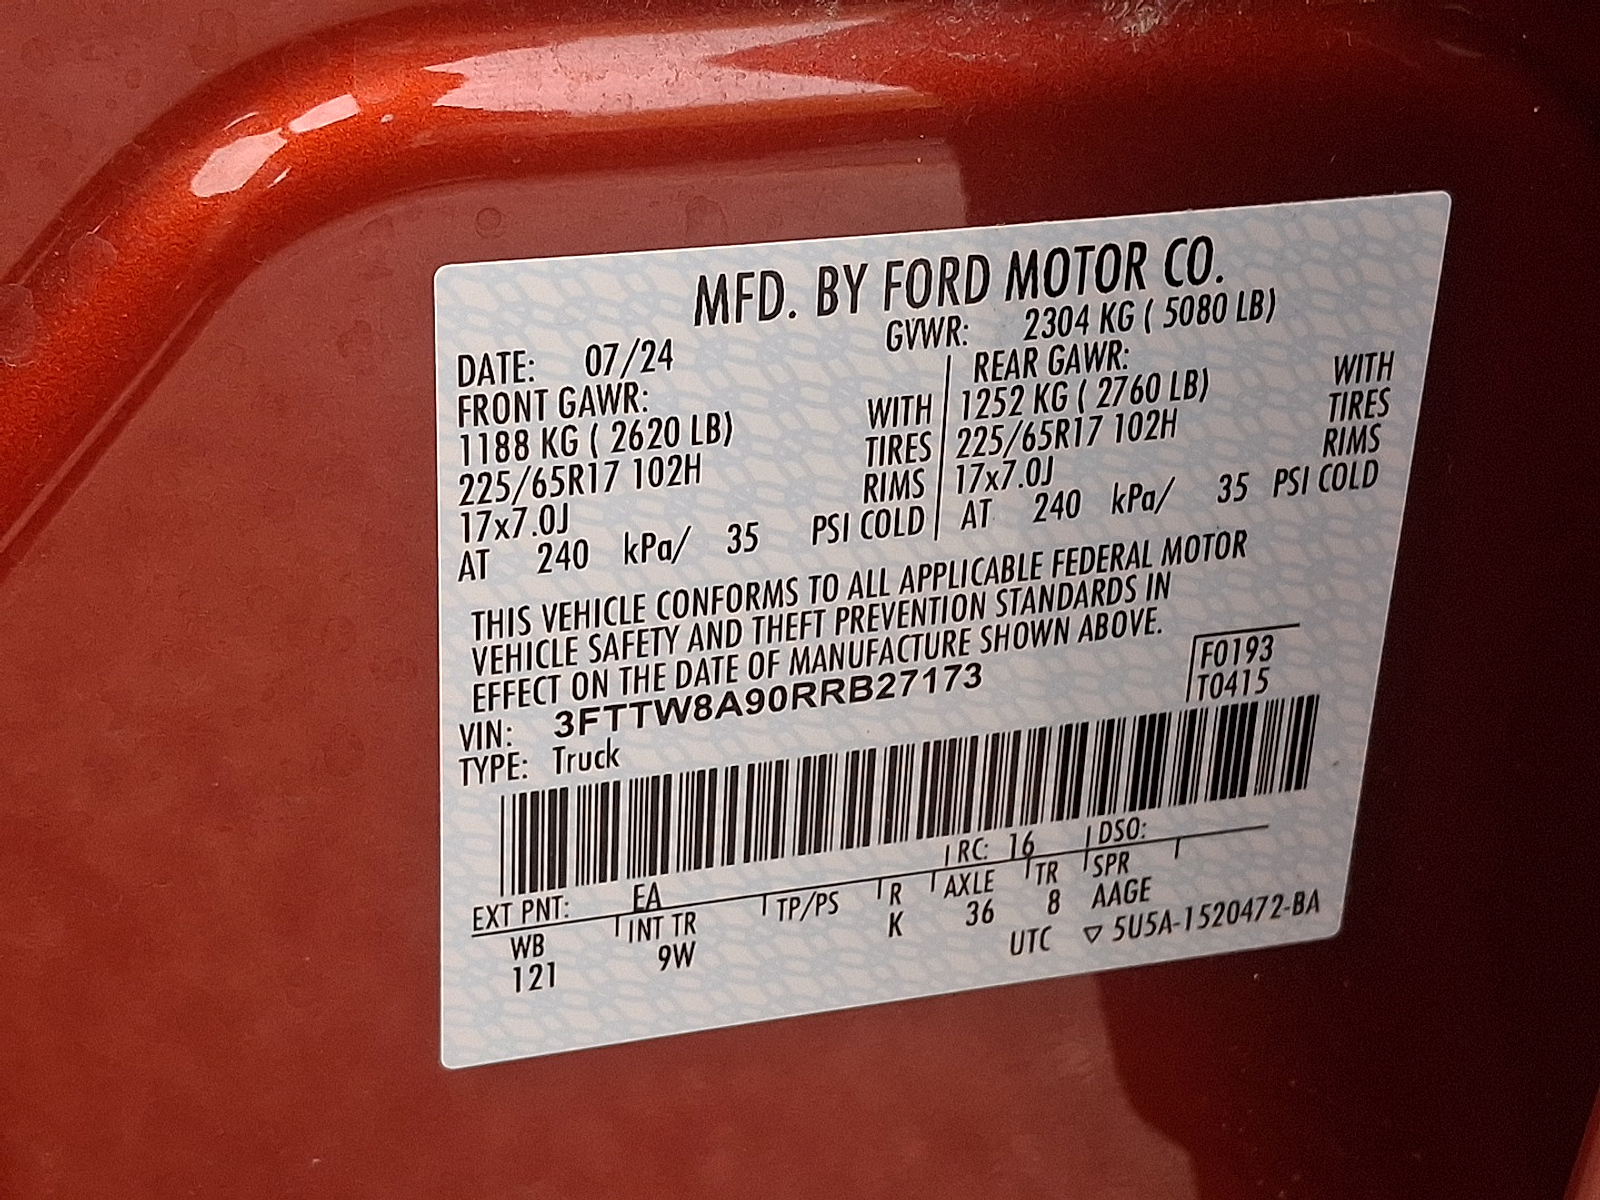 MFD. BY FORD MOTOR CO.
DATE: 07/24 GVWR: 2304 KG ( 5080 LB)
FRONT GAWR: REAR GAWR:
1188 KG ( 2620 LB) WITH 1252 KG ( 2760 LB) WITH
225/65R17 102H TIRES 225/65R17 102H TIRES
17x7.0J RIMS 17x7.0J RIMS
AT 240 kPa/ 35 PSI COLD AT 240 kPa/ 35 PSI COLD
THIS VEHICLE CONFORMS TO ALL APPLICABLE FEDERAL MOTOR
VEHICLE SAFETY AND THEFT PREVENTION STANDARDS IN
EFFECT ON THE DATE OF MANUFACTURE SHOWN ABOVE.
VIN: 3FTTW8A90RRB27173 F0193
TYPE: Truck T0415
EXT PNT: EA RC: 16 DSO:
WB INT TR TP/PS R AXLE TR SPR
121 9W K 36 8 AAGE
UTC ▽ 5U5A-1520472-BA